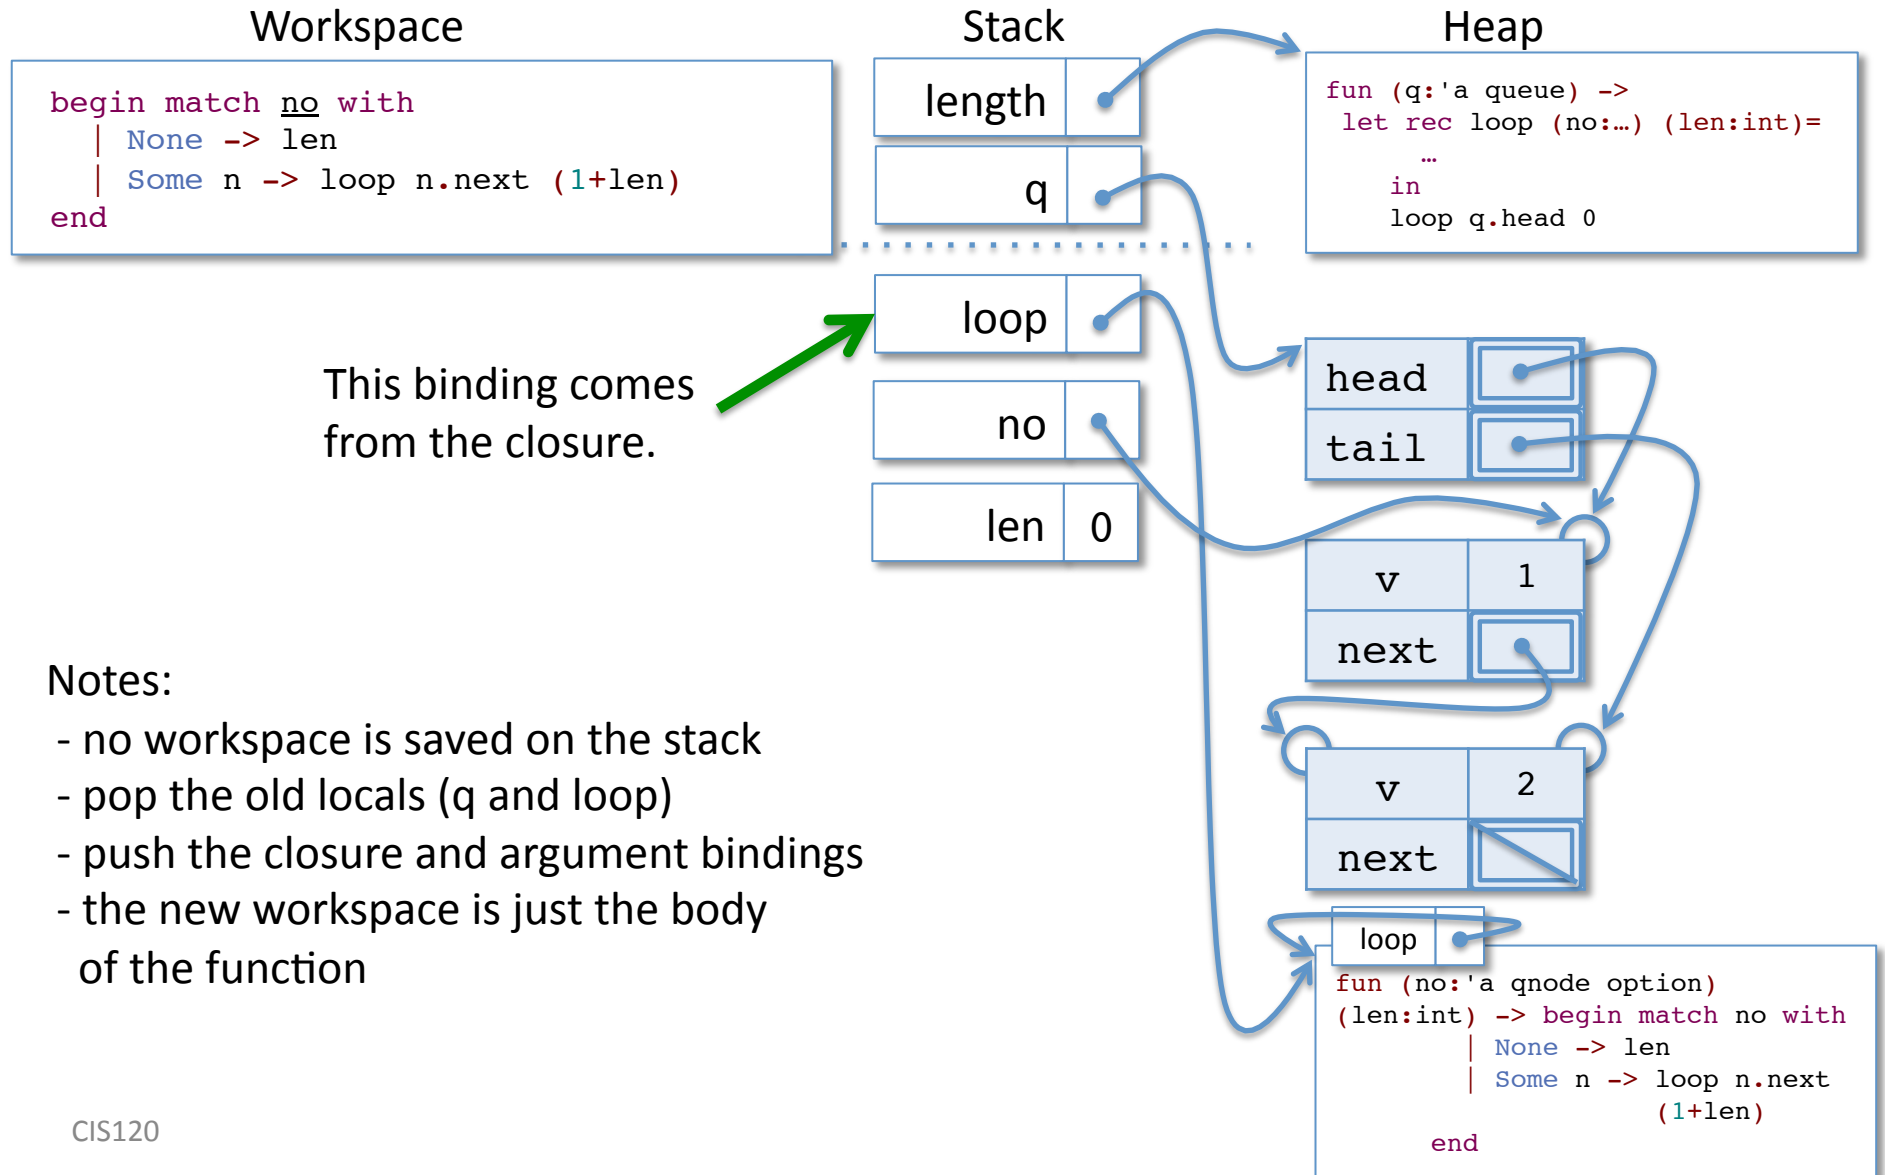 Workspace
begin match no with
| None -> len
| Some n -> loop n.next (1+len)
end
Stack
length
q
loop
no
len 0
This binding comes
from the closure.
Heap
fun (q:'a queue) ->
let rec loop (no:…) (len:int)=
…
in
loop q.head 0
head
tail
v 1
next
v 2
next
loop
fun (no:'a qnode option)
(len:int) -> begin match no with
| None -> len
| Some n -> loop n.next
(1+len)
end
Notes:
- no workspace is saved on the stack
- pop the old locals (q and loop)
- push the closure and argument bindings
- the new workspace is just the body
of the function
CIS120